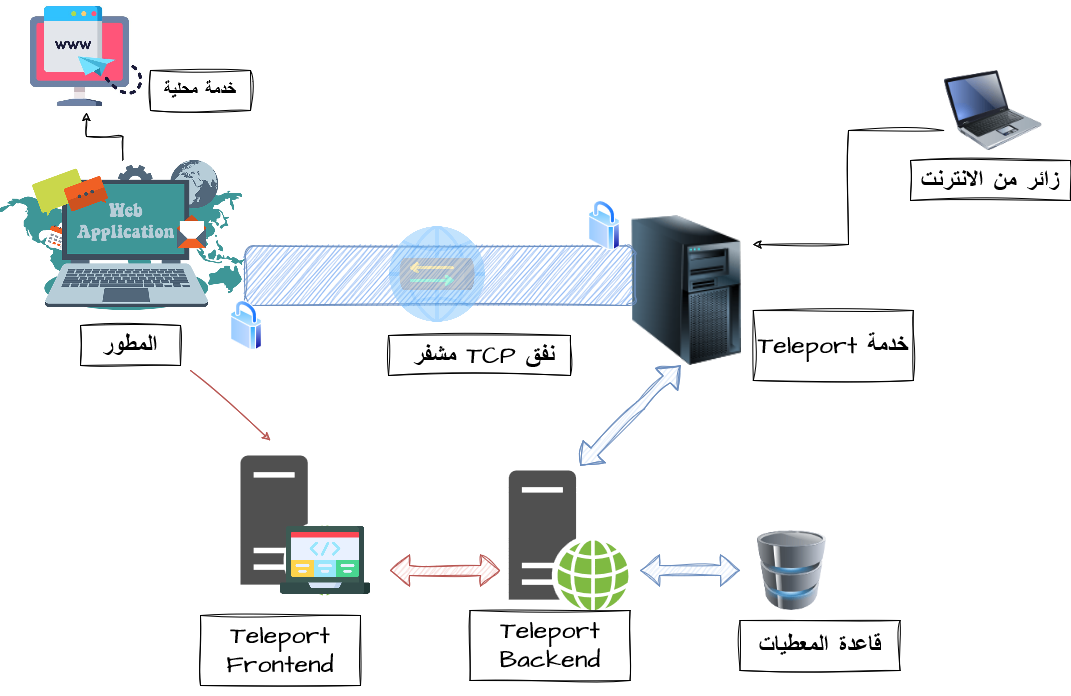 www
خدمة محلية
زائر من الانترنت
Web
Application
المطور
نفق TCP مشفر
خدمة Teleport
Teleport
Frontend
Teleport
Backend
قاعدة المعطيات